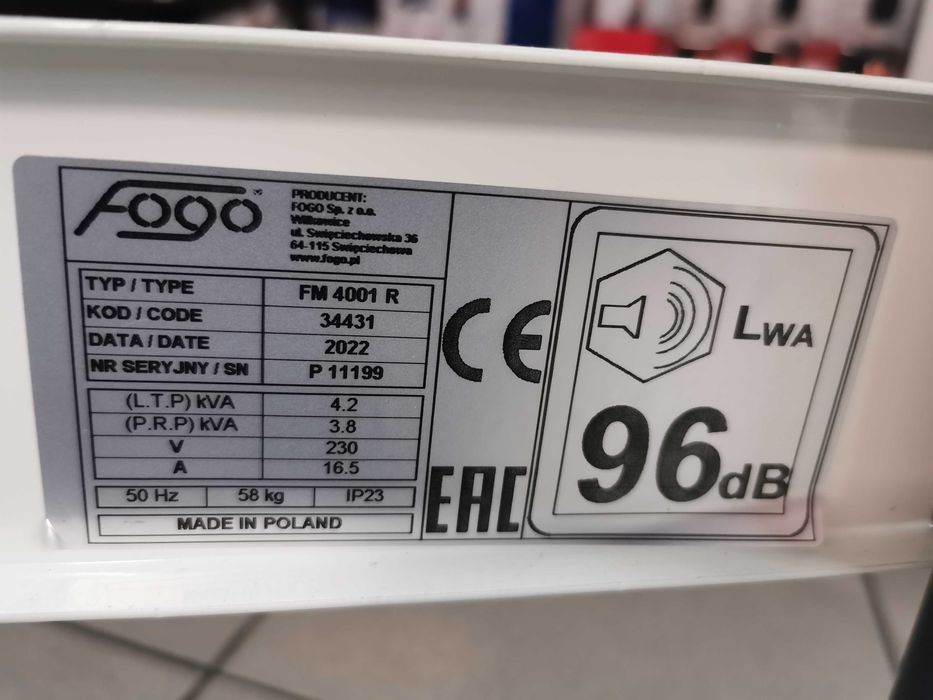 FOGO
PRODUCENT:
FOGO Sp. z o.o.
Wilkowice
ul. Święciechowska 36
64-115 Święciechowa
www.fogo.pl
TYP / TYPE FM 4001 R
KOD / CODE 34431
DATA / DATE 2022
NR SERYJNY / SN P 11199
(L.T.P) kVA 4.2
(P.R.P) kVA 3.8
V 230
A 16.5
50 Hz 58 kg IP23
MADE IN POLAND
CE
EAC
LWA
96dB